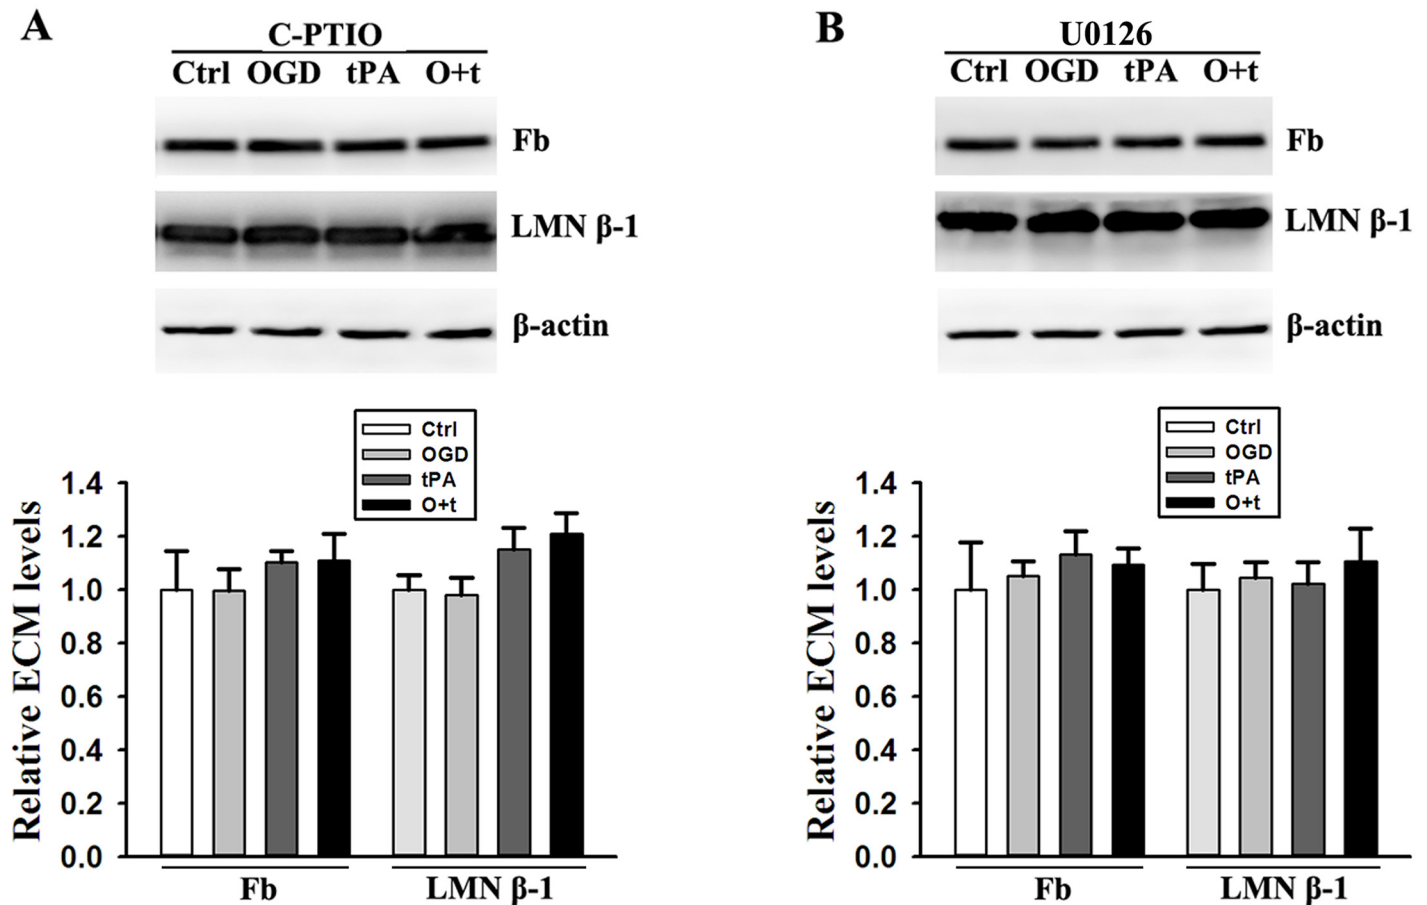 A
C-PTIO
Ctrl OGD tPA O+t
Fb
LMN β-1
β-actin
Ctrl
OGD
tPA
O+t
Relative ECM levels
1.4
1.2
1.0
0.8
0.6
0.4
0.2
0.0
Fb LMN β-1
B
U0126
Ctrl OGD tPA O+t
Fb
LMN β-1
β-actin
Ctrl
OGD
tPA
O+t
Relative ECM levels
1.4
1.2
1.0
0.8
0.6
0.4
0.2
0.0
Fb LMN β-1